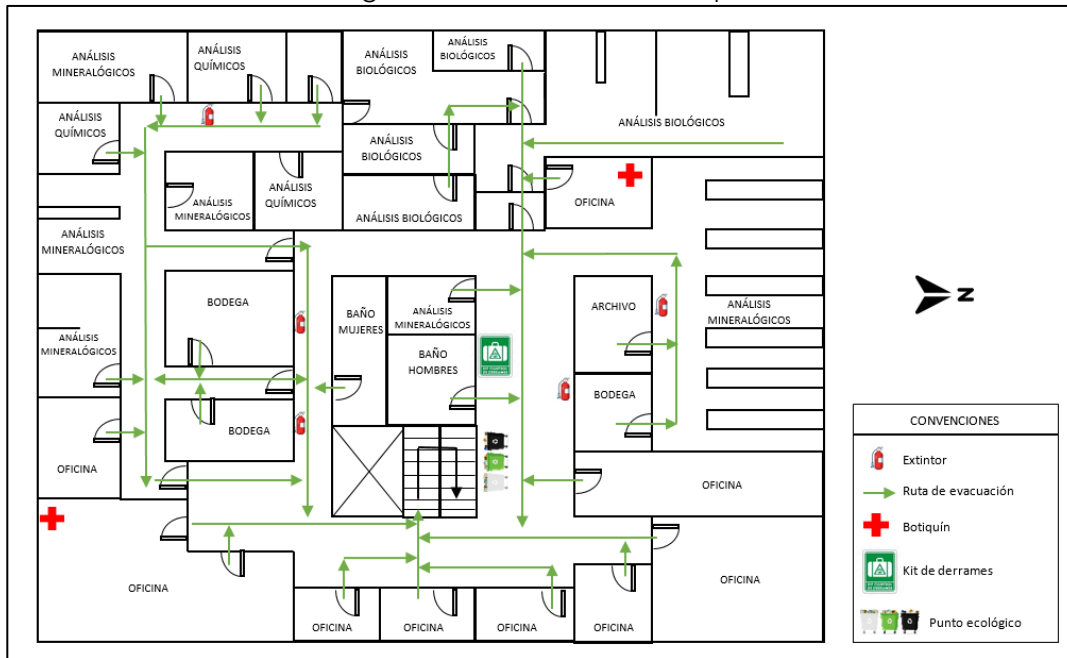 ANÁLISIS
MINERALÓGICOS
ANÁLISIS
QUÍMICOS
ANÁLISIS
BIOLÓGICOS
ANÁLISIS
BIOLÓGICOS
ANÁLISIS
QUÍMICOS
ANÁLISIS BIOLÓGICOS
ANÁLISIS
BIOLÓGICOS
ANÁLISIS
MINERALÓGICOS
ANÁLISIS
QUÍMICOS
ANÁLISIS BIOLÓGICOS
OFICINA
ANÁLISIS
MINERALÓGICOS
BODEGA
BAÑO
MUJERES
ANÁLISIS
MINERALÓGICOS
ARCHIVO
ANÁLISIS
MINERALÓGICOS
N
ANÁLISIS
MINERALÓGICOS
BAÑO
HOMBRES
BODEGA
BODEGA
OFICINA
OFICINA
OFICINA
OFICINA
OFICINA
OFICINA
OFICINA
OFICINA
OFICINA
CONVENCIONES
Extintor
Ruta de evacuación
Botiquín
Kit de derrames
Punto ecológico